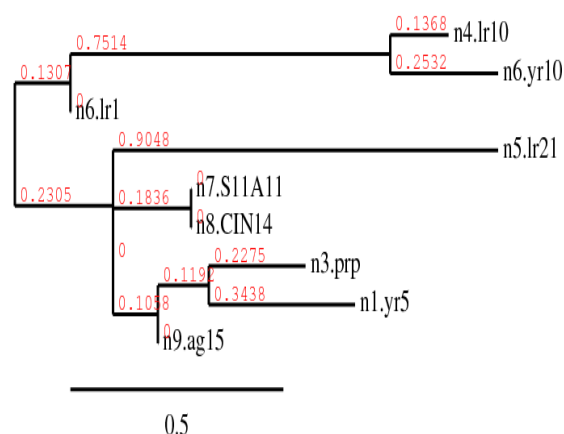 0.1368
n4.lr10
0.7514
0.2532
n6.yr10
0.1307
0
n6.lr1
0.9048
n5.lr21
0
n7.S11A11
0.1836
0
n8.CIN14
0.2305
0
0.2275
n3.prp
0.1192
0.3438
n1.yr5
0.1058
0
n9.ag15
0.5